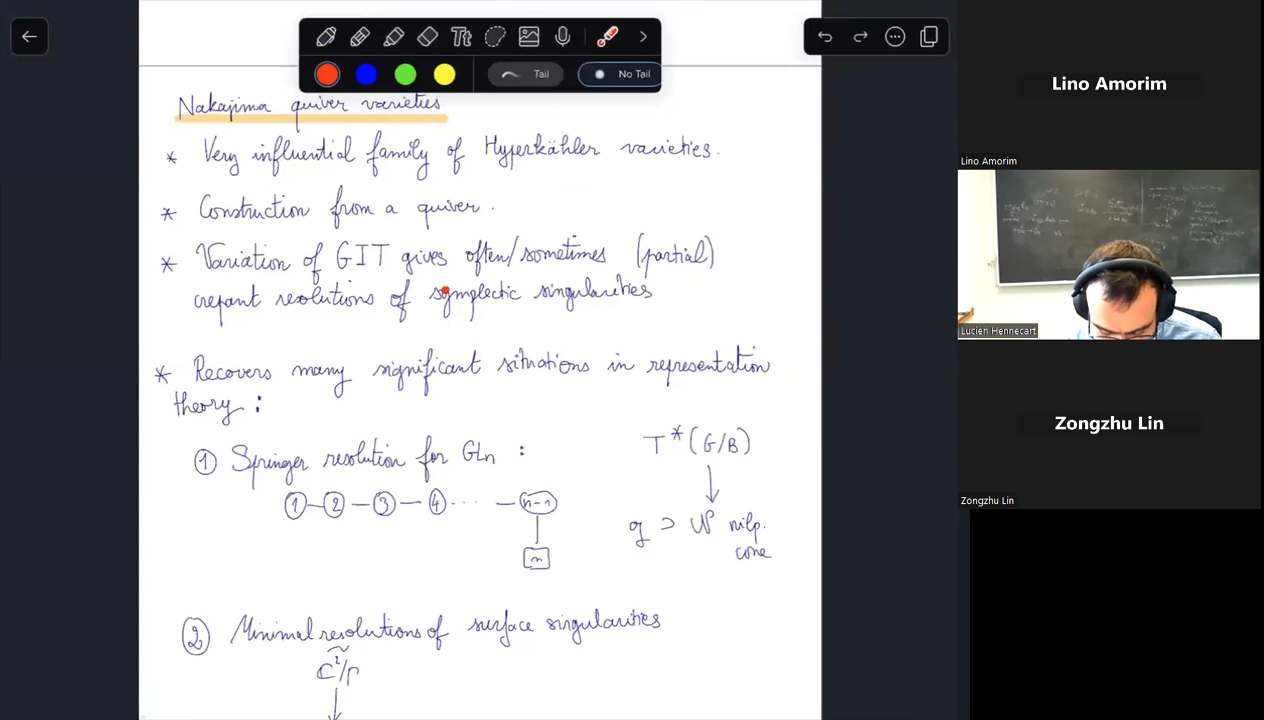 Tt
Tail
No Tail
Nakajima quiver varieties
* Very influential family of Hyperkähler varieties.
* Construction from a quiver.
* Variation of GIT gives often/sometimes (partial)
crepant resolutions of symplectic singularities
* Recovers many significant situations in representation
theory :
① Springer resolution for GLn :
1 — 2 — 3 — 4 .... — n-1
n
T*(G/B)
↓
g ⊃ N nilp.
cone
② Minimal resolutions of surface singularities
C²/Γ
↓
Lino Amorim
Lino Amorim
Lucien Hennecart
Zongzhu Lin
Zongzhu Lin